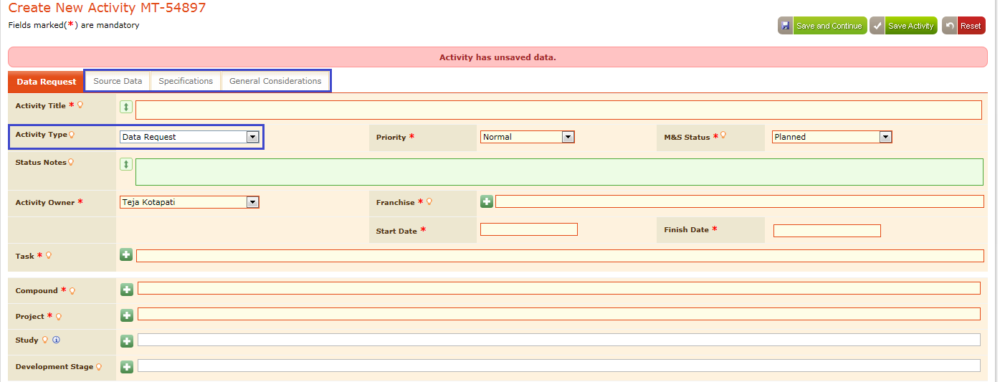 Create New Activity MT-54897
Fields marked(*) are mandatory
Save and Continue Save Activity Reset
Activity has unsaved data.
Data Request Source Data Specifications General Considerations
Activity Title *
Activity Type Data Request Priority * Normal M&S Status * Planned
Status Notes
Activity Owner * Teja Kotapati Franchise *
Start Date * Finish Date *
Task *
Compound *
Project *
Study
Development Stage